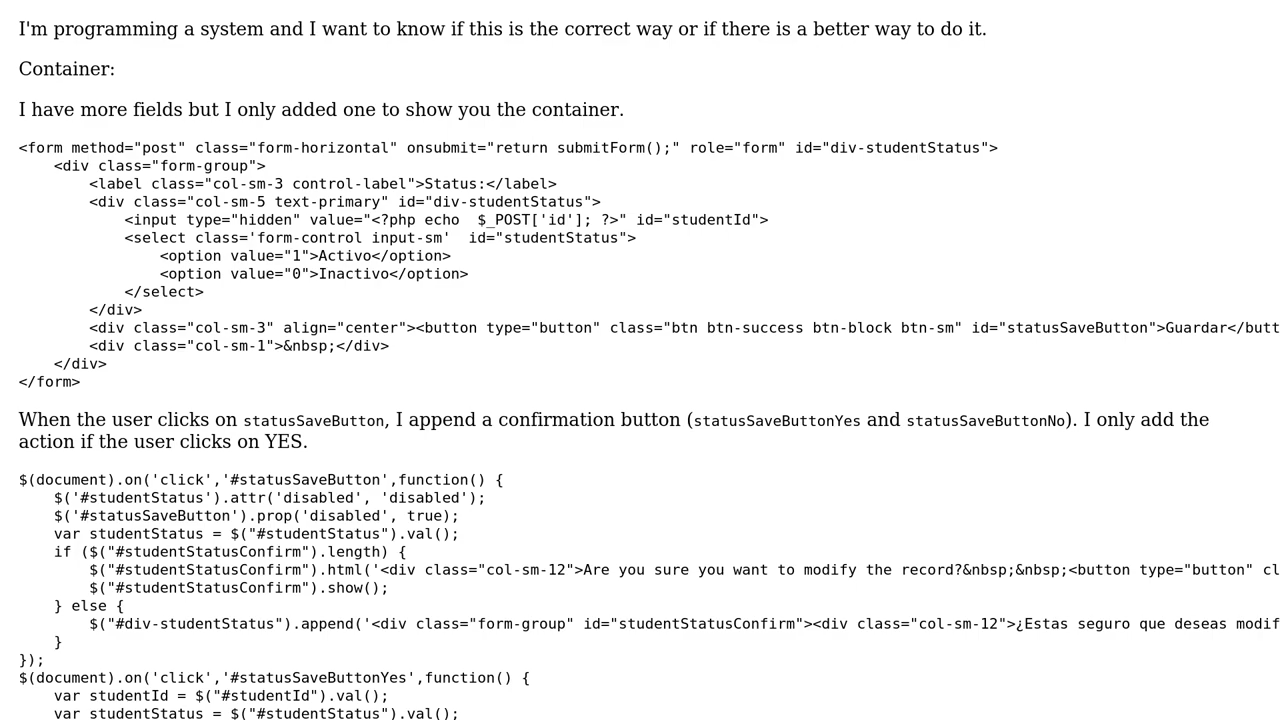 I'm programming a system and I want to know if this is the correct way or if there is a better way to do it.
Container:
I have more fields but I only added one to show you the container.
<form method="post" class="form-horizontal" onsubmit="return submitForm();" role="form" id="div-studentStatus">
    <div class="form-group">
        <label class="col-sm-3 control-label">Status:</label>
        <div class="col-sm-5 text-primary" id="div-studentStatus">
            <input type="hidden" value="<?php echo  $_POST['id']; ?>" id="studentId">
            <select class='form-control input-sm'  id="studentStatus">
                <option value="1">Activo</option>
                <option value="0">Inactivo</option>
            </select>
        </div>
        <div class="col-sm-3" align="center"><button type="button" class="btn btn-success btn-block btn-sm" id="statusSaveButton">Guardar</butt
        <div class="col-sm-1">&nbsp;</div>
    </div>
</form>
When the user clicks on statusSaveButton, I append a confirmation button (statusSaveButtonYes and statusSaveButtonNo). I only add the
action if the user clicks on YES.
$(document).on('click','#statusSaveButton',function() {
    $('#studentStatus').attr('disabled', 'disabled');
    $('#statusSaveButton').prop('disabled', true);
    var studentStatus = $("#studentStatus").val();
    if ($("#studentStatusConfirm").length) {
        $("#studentStatusConfirm").html('<div class="col-sm-12">Are you sure you want to modify the record?&nbsp;&nbsp;<button type="button" cl
        $("#studentStatusConfirm").show();
    } else {
        $("#div-studentStatus").append('<div class="form-group" id="studentStatusConfirm"><div class="col-sm-12">¿Estas seguro que deseas modif
    }
});
$(document).on('click','#statusSaveButtonYes',function() {
    var studentId = $("#studentId").val();
    var studentStatus = $("#studentStatus").val();